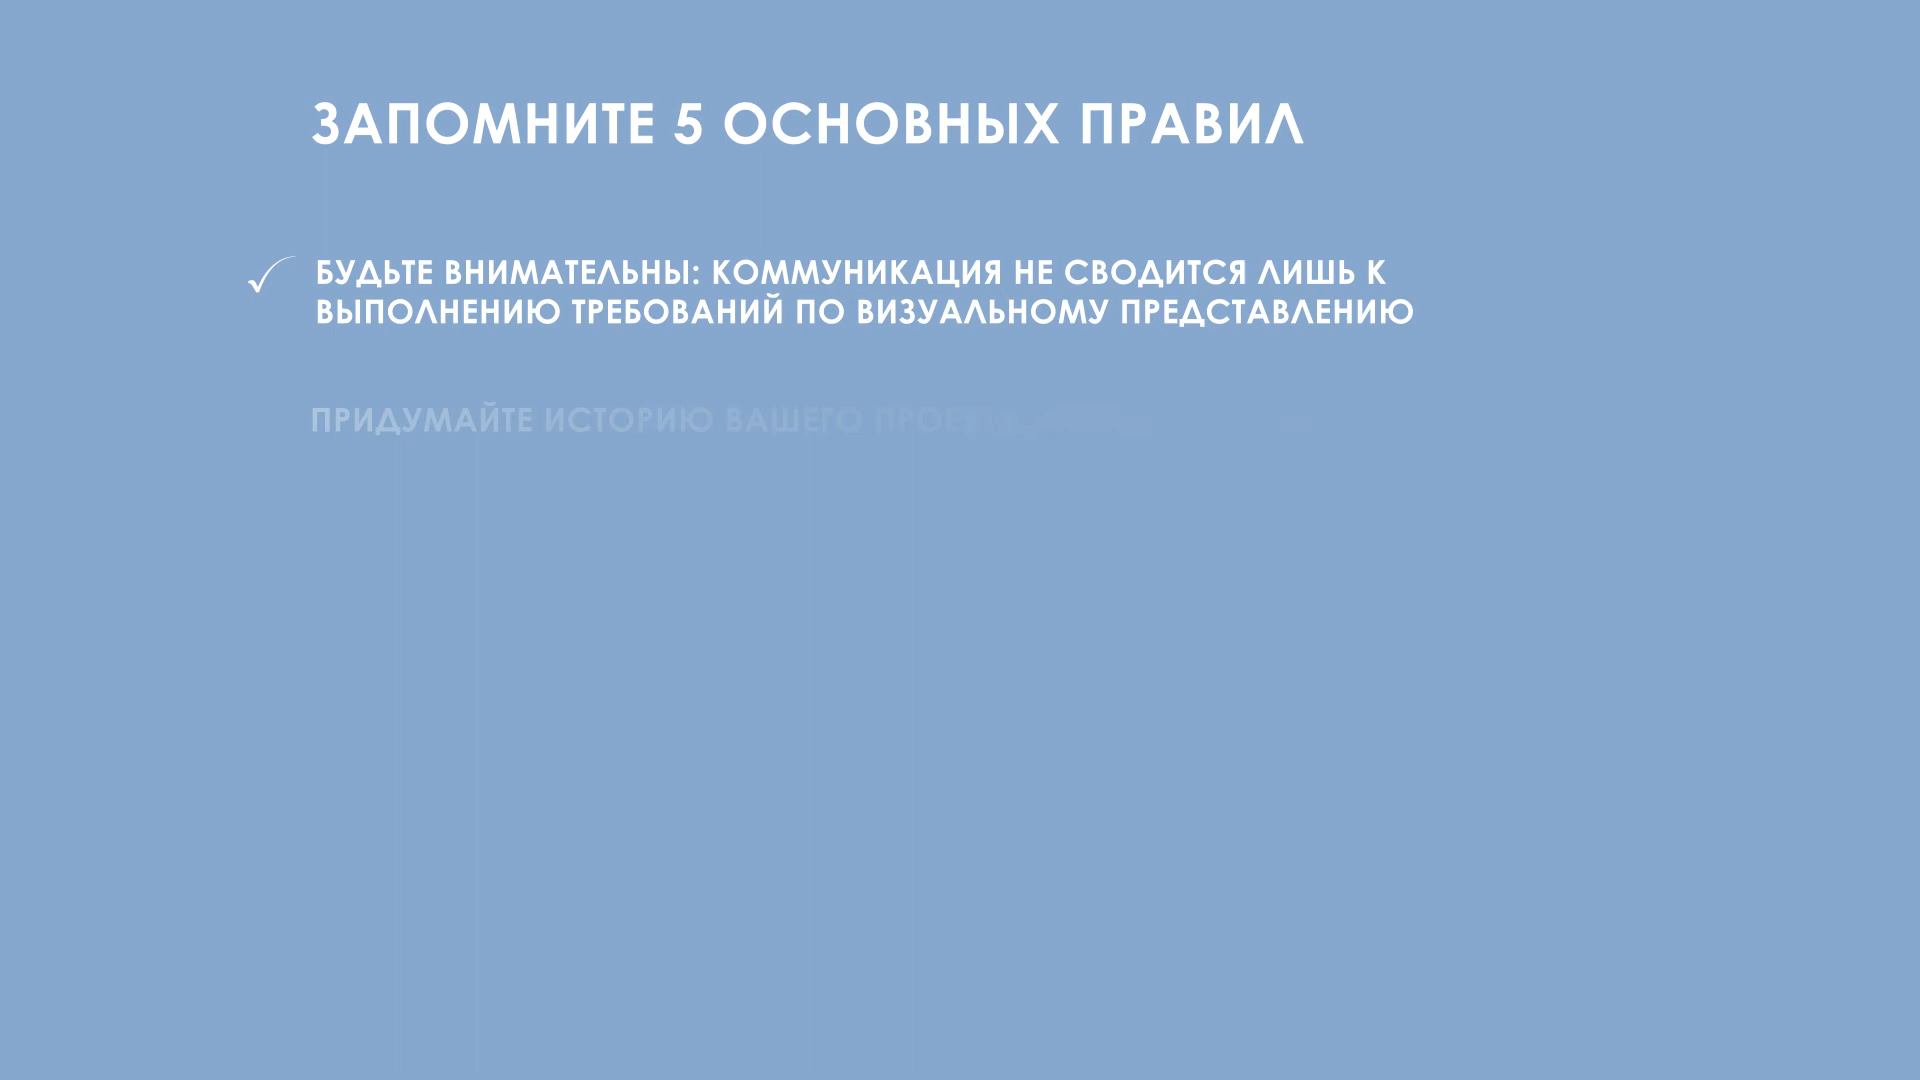 ЗАПОМНИТЕ 5 ОСНОВНЫХ ПРАВИЛ
БУДЬТЕ ВНИМАТЕЛЬНЫ: КОММУНИКАЦИЯ НЕ СВОДИТСЯ ЛИШЬ К
ВЫПОЛНЕНИЮ ТРЕБОВАНИЙ ПО ВИЗУАЛЬНОМУ ПРЕДСТАВЛЕНИЮ
ПРИДУМАЙТЕ ИСТОРИЮ ВАШЕГО